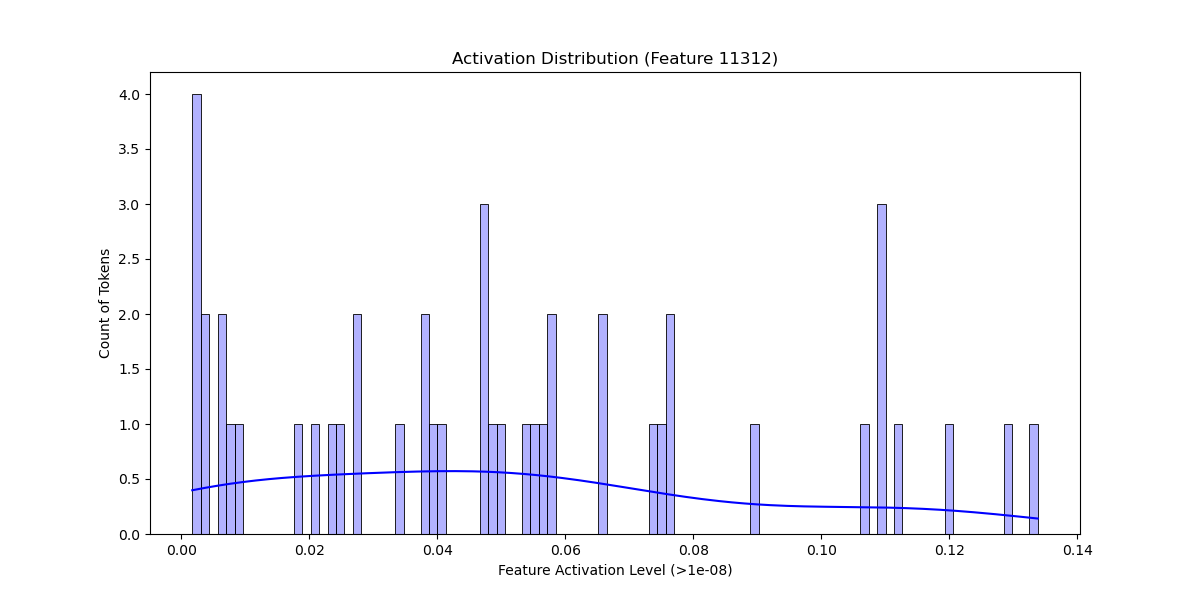 Activation Distribution (Feature 11312)
Count of Tokens
4.0
3.5
3.0
2.5
2.0
1.5
1.0
0.5
0.0
0.00 0.02 0.04 0.06 0.08 0.10 0.12 0.14
Feature Activation Level (>1e-08)